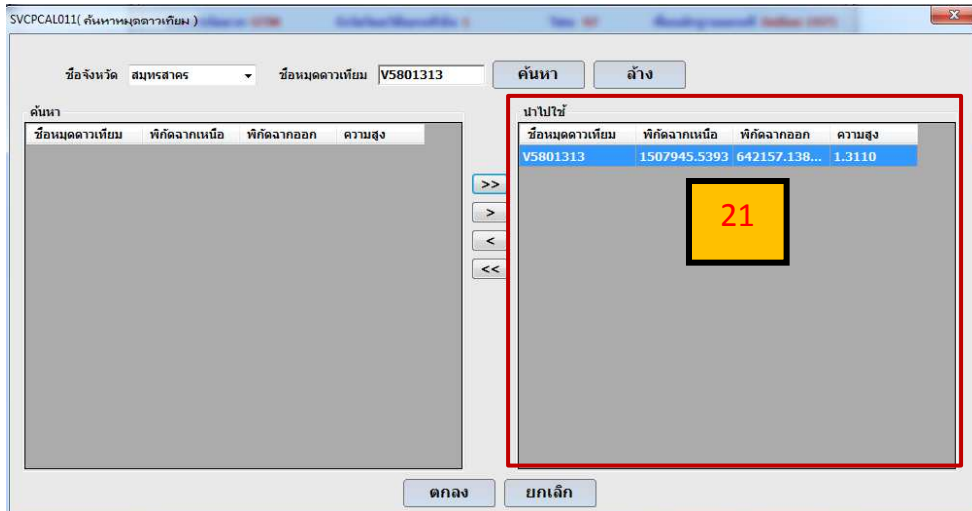 SVCPCAL011( ค้นหาหมุดดาวเทียม )
ชื่อจังหวัด สมุทรสาคร ชื่อหมุดดาวเทียม V5801313 ค้นหา ล้าง
ค้นหา นำไปใช้
ชื่อหมุดดาวเทียม พิกัดฉากเหนือ พิกัดฉากออก ความสูง ชื่อหมุดดาวเทียม พิกัดฉากเหนือ พิกัดฉากออก ความสูง
V5801313 1507945.5393 642157.138... 1.3110
>>
>
<
<<
21
ตกลง ยกเลิก